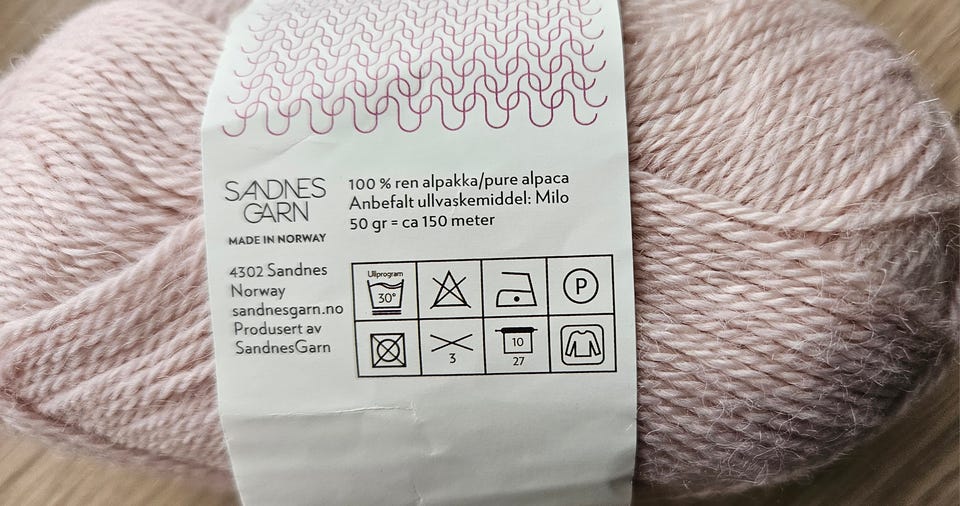 SANDNES
GARN
MADE IN NORWAY
4302 Sandnes
Norway
sandnesgarn.no
Produsert av
SandnesGarn
100 % ren alpakka/pure alpaca
Anbefalt ullvaskemiddel: Milo
50 gr = ca 150 meter
Ullprogram
30°
P
3
10
27